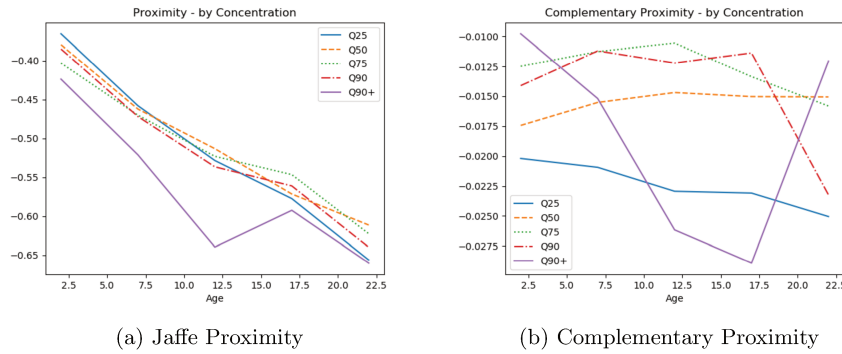 Proximity - by Concentration
Q25
Q50
Q75
Q90
Q90+
−0.40
−0.45
−0.50
−0.55
−0.60
−0.65
2.5 5.0 7.5 10.0 12.5 15.0 17.5 20.0 22.5
Age
(a) Jaffe Proximity
Complementary Proximity - by Concentration
−0.0100
−0.0125
−0.0150
−0.0175
−0.0200
−0.0225
−0.0250
−0.0275
Q25
Q50
Q75
Q90
Q90+
2.5 5.0 7.5 10.0 12.5 15.0 17.5 20.0 22.5
Age
(b) Complementary Proximity